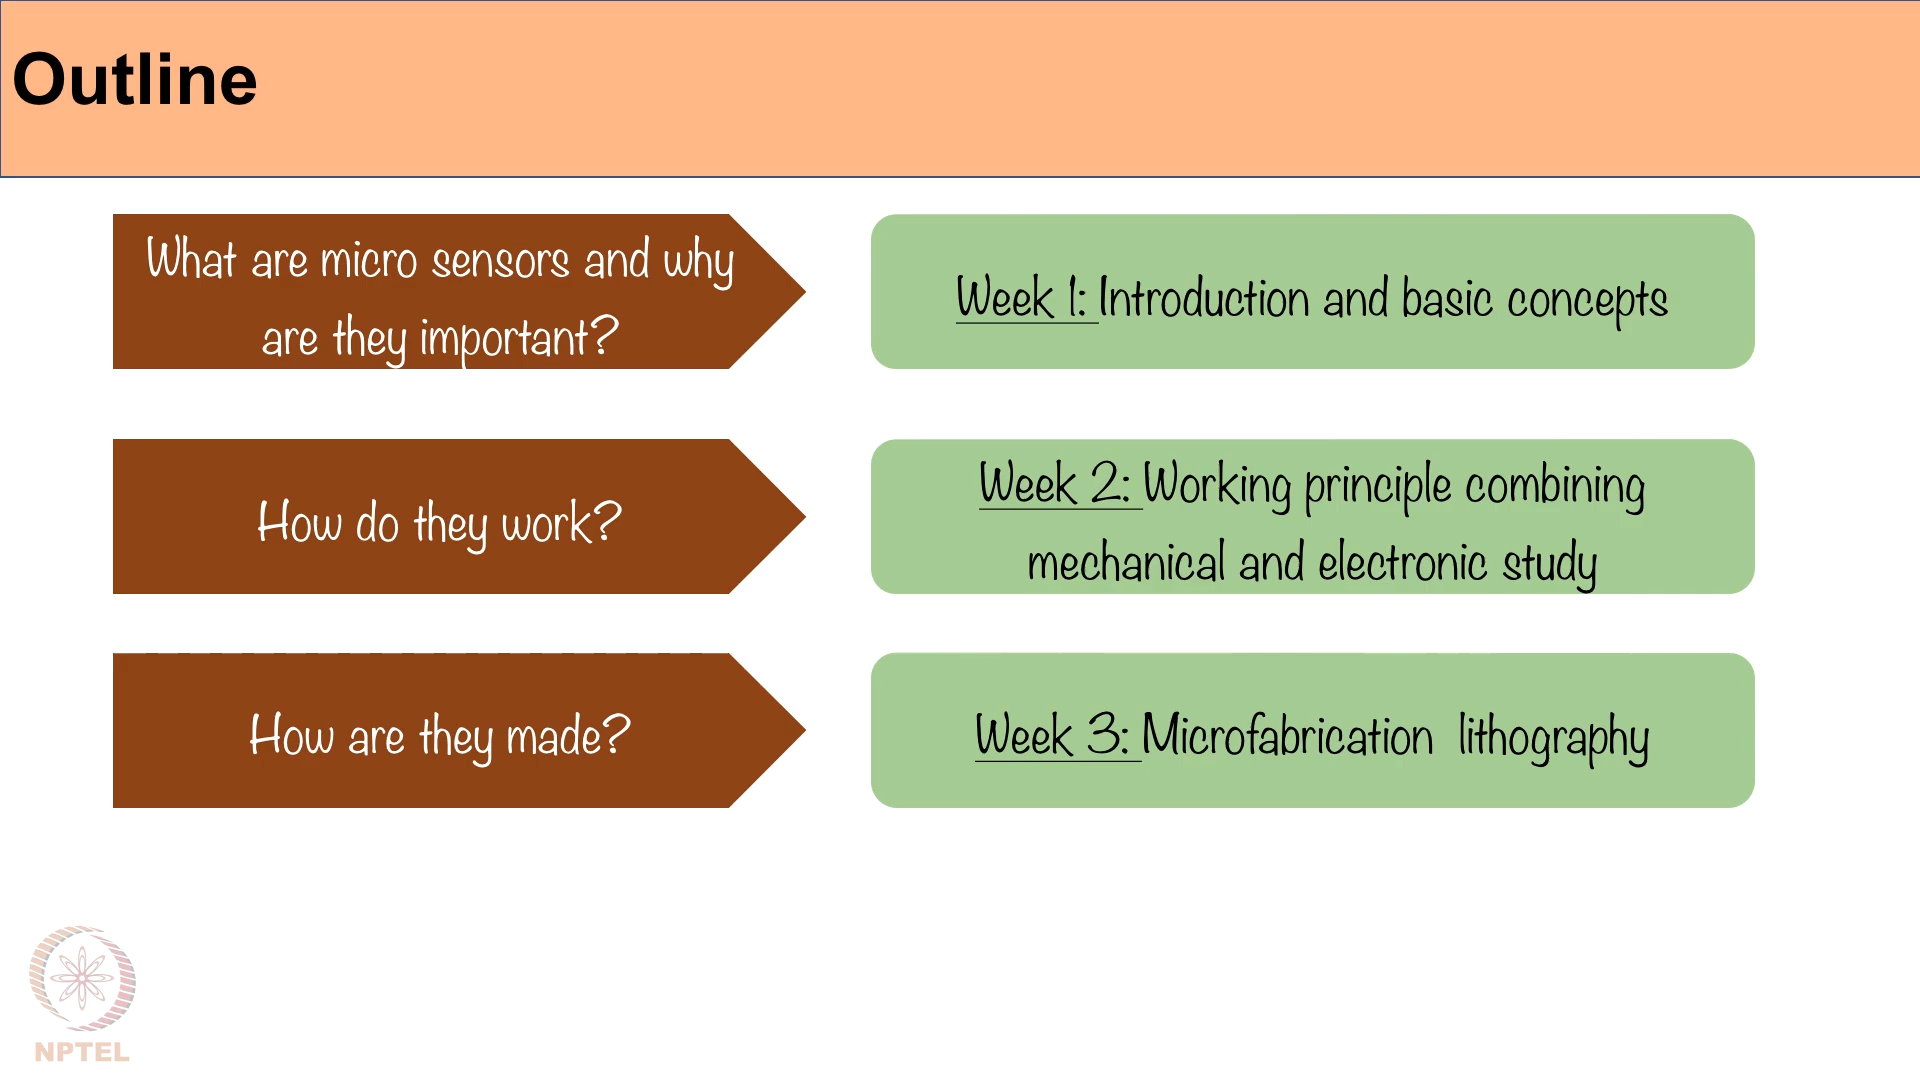 Outline
What are micro sensors and why
are they important?
Week 1: Introduction and basic concepts
How do they work?
Week 2: Working principle combining
mechanical and electronic study
How are they made?
Week 3: Microfabrication  lithography
NPTEL